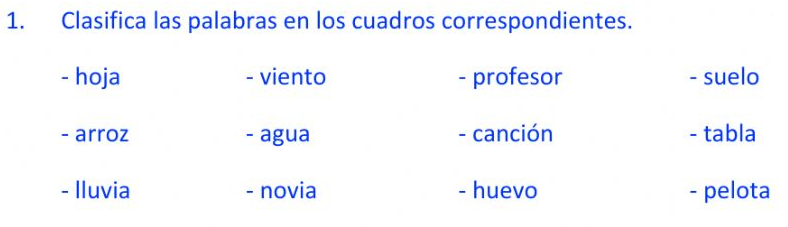 1. Clasifica las palabras en los cuadros correspondientes.
- hoja - viento - profesor - suelo
- arroz - agua - canción - tabla
- lluvia - novia - huevo - pelota